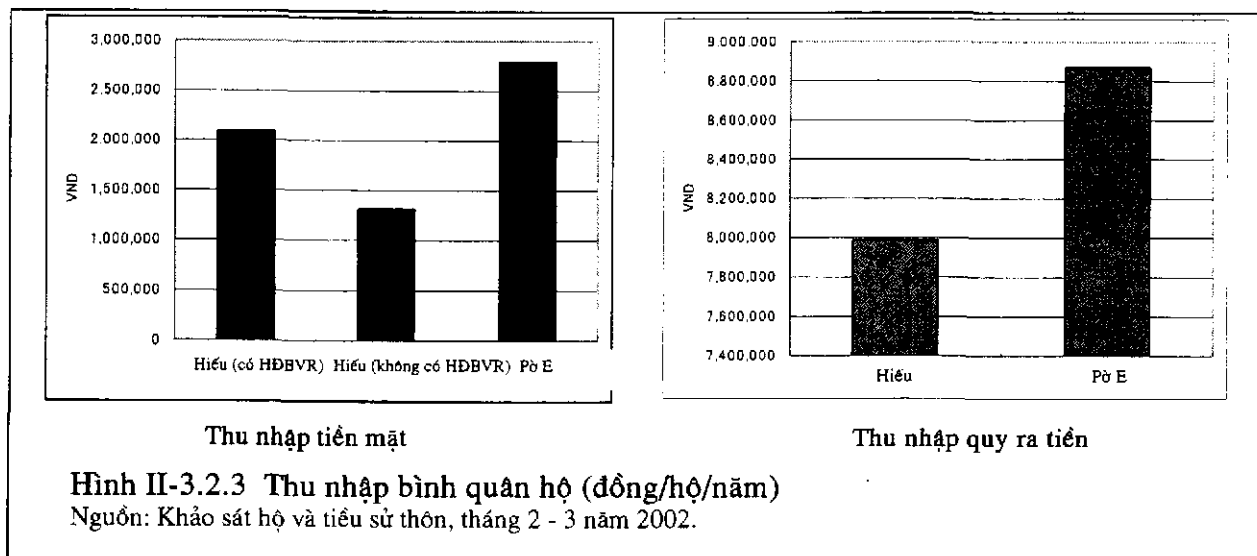 3,000,000
2,500,000
2,000,000
1,500,000
1,000,000
500,000
0
VND
Hiếu (có HĐBVR) Hiếu (không có HĐBVR) Pờ E
9,000,000
8,800,000
8,600,000
8,400,000
8,200,000
8,000,000
7,800,000
7,600,000
7,400,000
VND
Hiếu Pờ E
Thu nhập tiền mặt
Thu nhập quy ra tiền
Hình II-3.2.3 Thu nhập bình quân hộ (đồng/hộ/năm)
Nguồn: Khảo sát hộ và tiểu sử thôn, tháng 2 - 3 năm 2002.